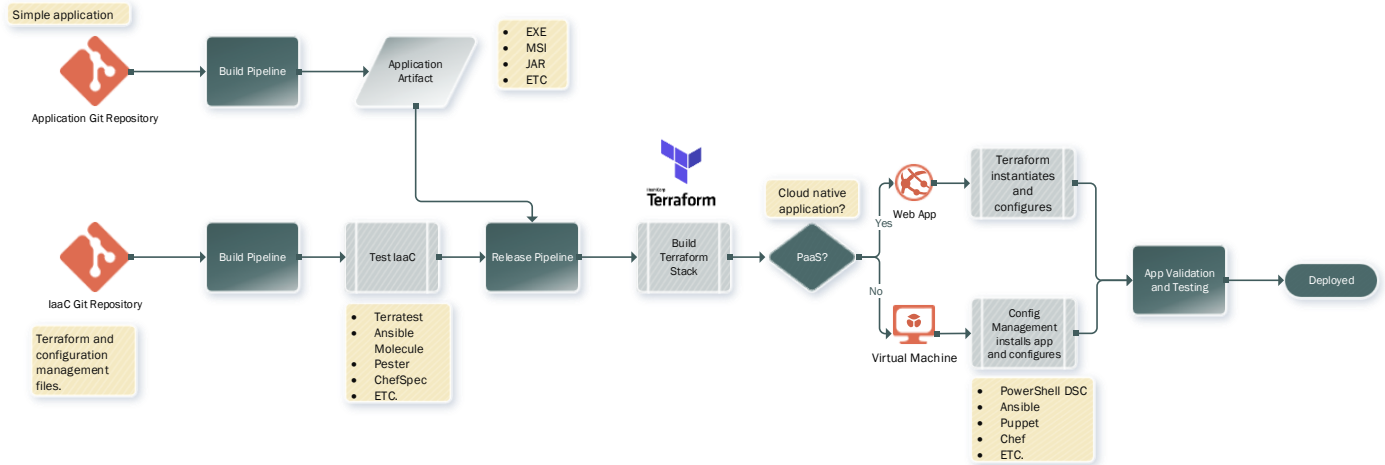 Simple application
Build Pipeline
Application
Artifact
• EXE
• MSI
• JAR
• ETC
Application Git Repository
Terraform
Build Pipeline
Test IaaC
Release Pipeline
Build
Terraform
Stack
Cloud native
application?
PaaS?
Yes
No
Web App
Terraform
instantiates
and
configures
Virtual Machine
Config
Management
installs app
and configures
App Validation
and Testing
Deployed
IaaC Git Repository
Terraform and
configuration
management
files.
• Terratest
• Ansible
Molecule
• Pester
• ChefSpec
• ETC.
• PowerShell DSC
• Ansible
• Puppet
• Chef
• ETC.